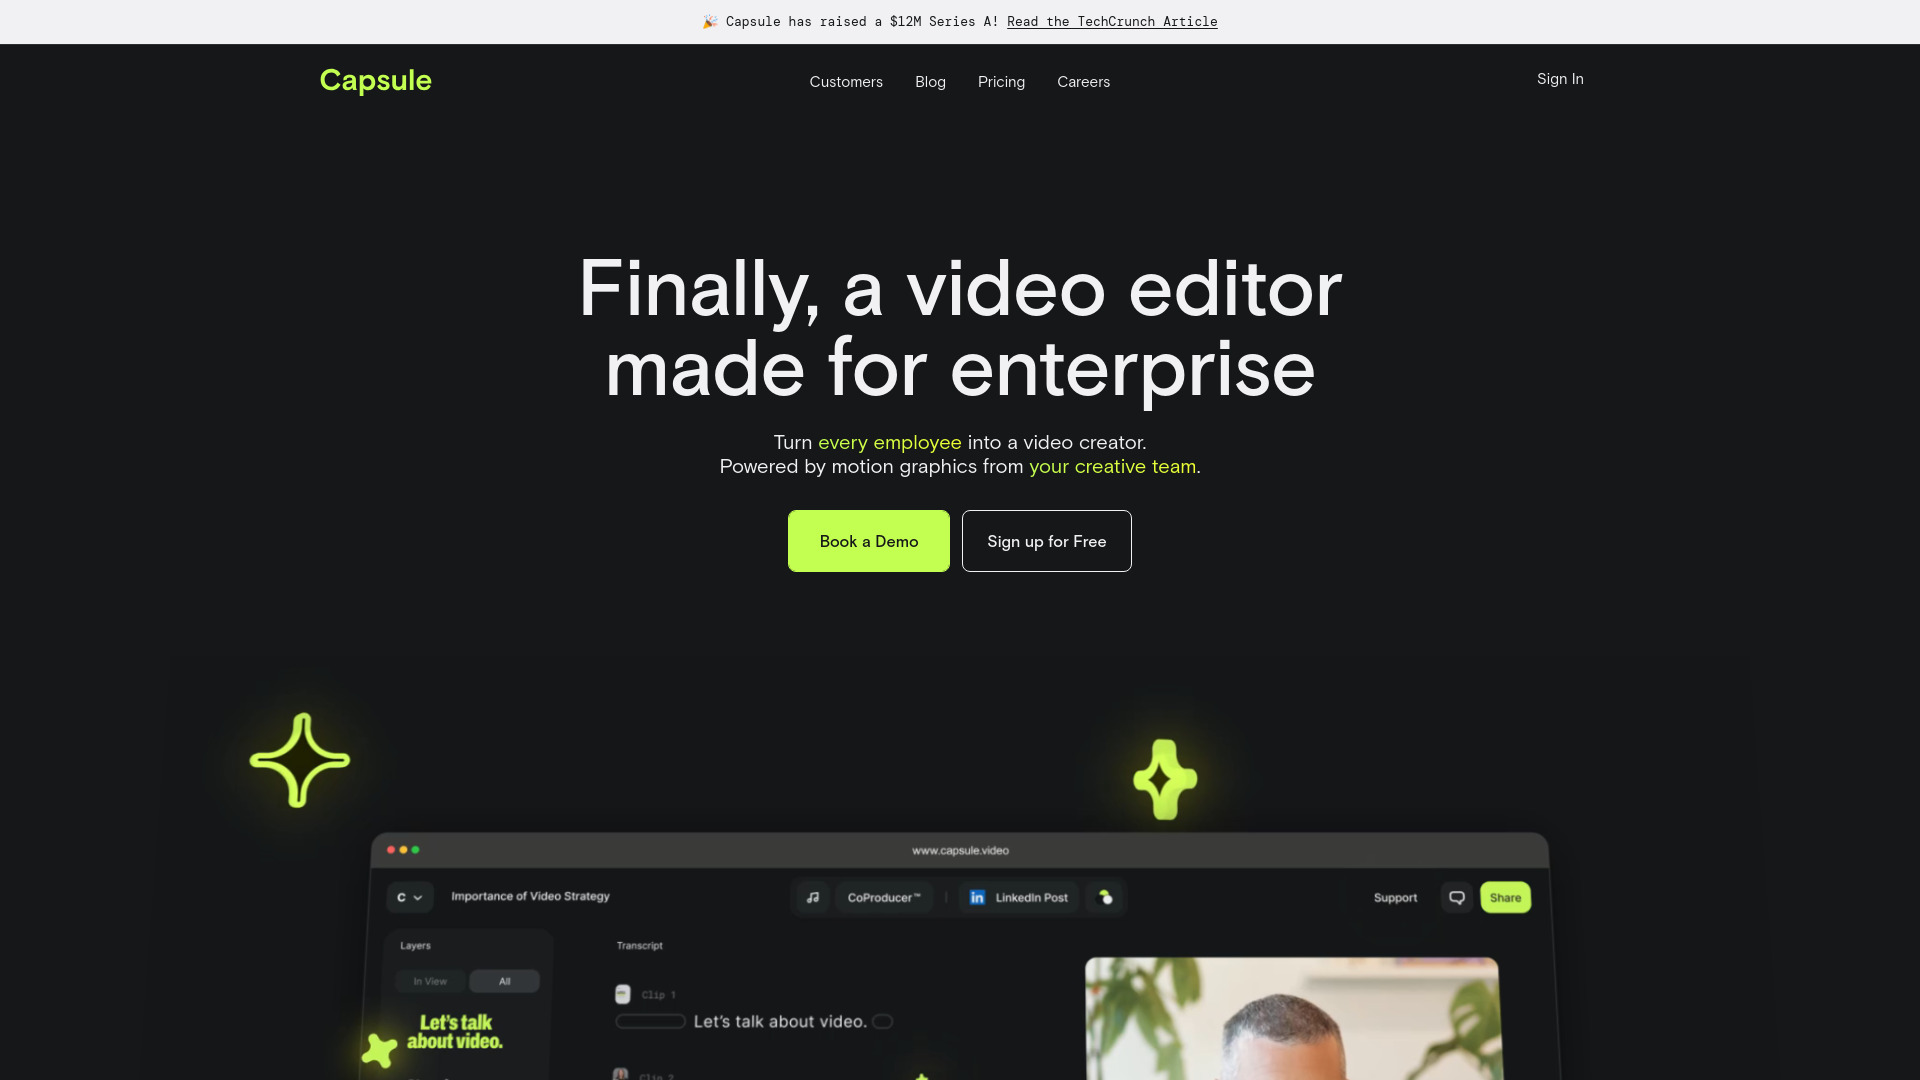 🎉 Capsule has raised a $12M Series A! Read the TechCrunch Article
Capsule
Customers
Blog
Pricing
Careers
Sign In
Finally, a video editor
made for enterprise
Turn every employee into a video creator.
Powered by motion graphics from your creative team.
Book a Demo
Sign up for Free
www.capsule.video
C
Importance of Video Strategy
CoProducer™
in
LinkedIn Post
Support
Share
Layers
In View
All
Let's talk
about video.
Transcript
Clip 1
Let's talk about video.
Clip 2